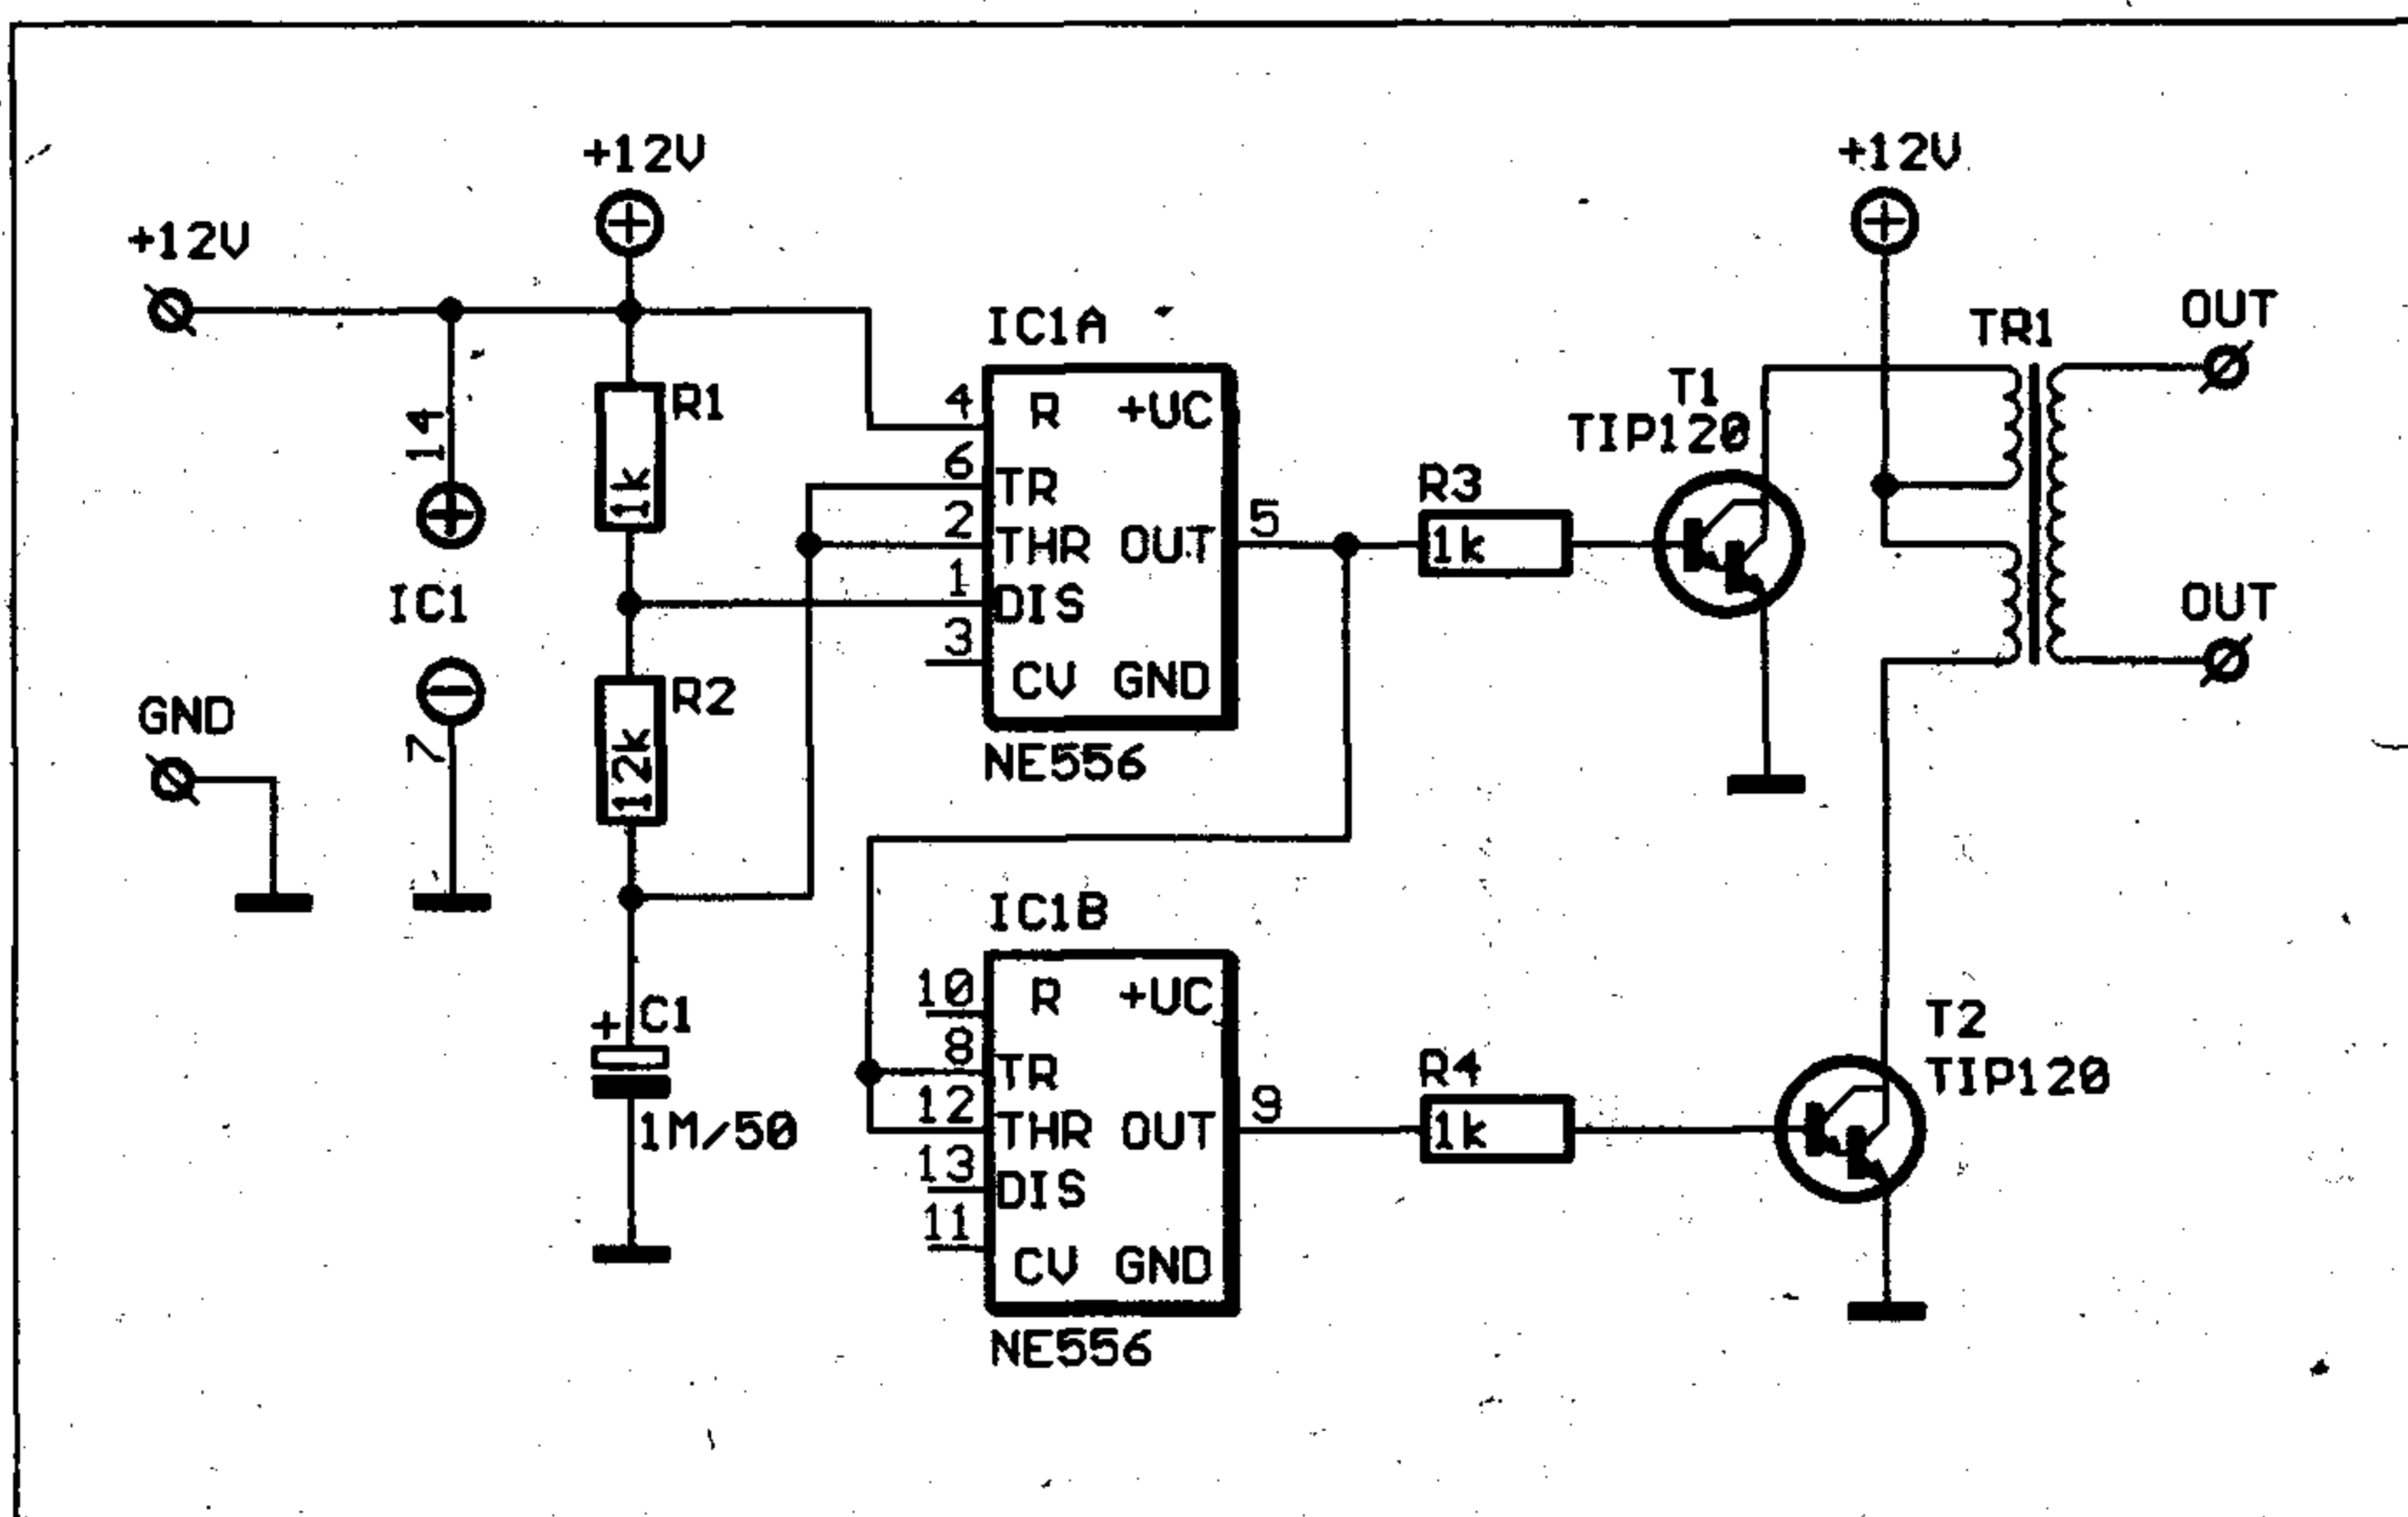 +12V
+12V
+12V
OUT
TR1
IC1A
T1
TIP120
R1
1k
14
4
R
+UC
6
TR
2
THR
OUT
5
R3
1k
1
DIS
3
CV
GND
NE556
IC1
OUT
R2
12k
GND
7
IC1B
10
R
+UC
8
TR
12
THR
OUT
9
R4
1k
13
DIS
11
CV
GND
NE556
+
C1
1M/50
T2
TIP120